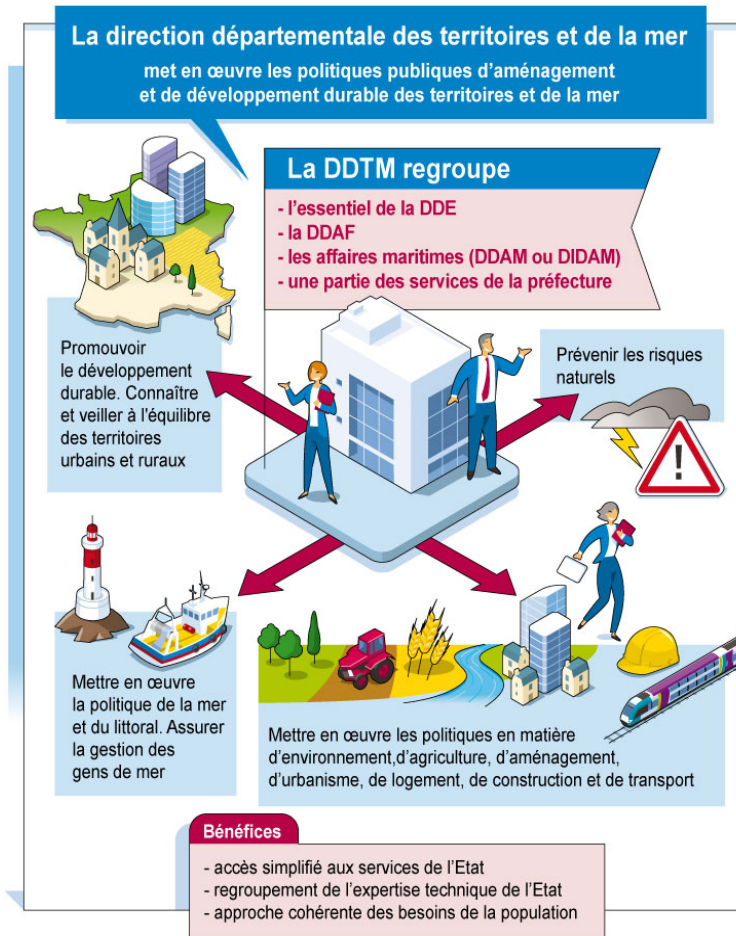 La direction départementale des territoires et de la mer
met en œuvre les politiques publiques d'aménagement
et de développement durable des territoires et de la mer
La DDTM regroupe
- l'essentiel de la DDE
- la DDAF
- les affaires maritimes (DDAM ou DIDAM)
- une partie des services de la préfecture
Promouvoir
le développement
durable. Connaître
et veiller à l'équilibre
des territoires
urbains et ruraux
Prévenir les risques
naturels
!
Mettre en œuvre
la politique de la mer
et du littoral. Assurer
la gestion des
gens de mer
Mettre en œuvre les politiques en matière
d'environnement,d'agriculture, d'aménagement,
d'urbanisme, de logement, de construction et de transport
Bénéfices
- accès simplifié aux services de l'Etat
- regroupement de l'expertise technique de l'Etat
- approche cohérente des besoins de la population